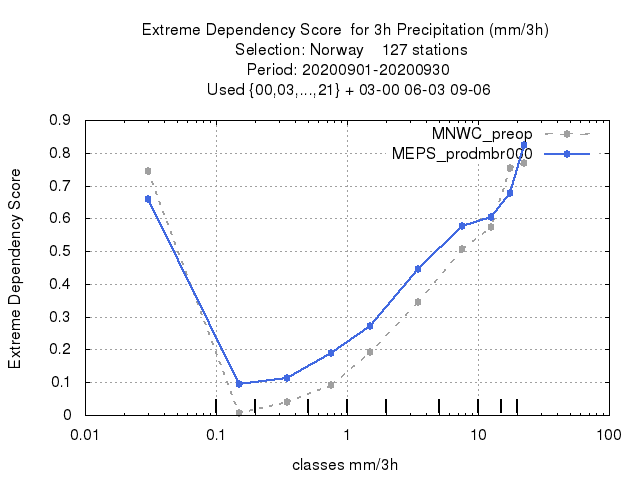 Extreme Dependency Score  for 3h Precipitation (mm/3h)
Selection: Norway    127 stations
Period: 20200901-20200930
Used {00,03,...,21} + 03-00 06-03 09-06
MNWC_preop
MEPS_prodmbr000
Extreme Dependency Score
0.9
0.8
0.7
0.6
0.5
0.4
0.3
0.2
0.1
0
0.01 0.1 1 10 100
classes mm/3h